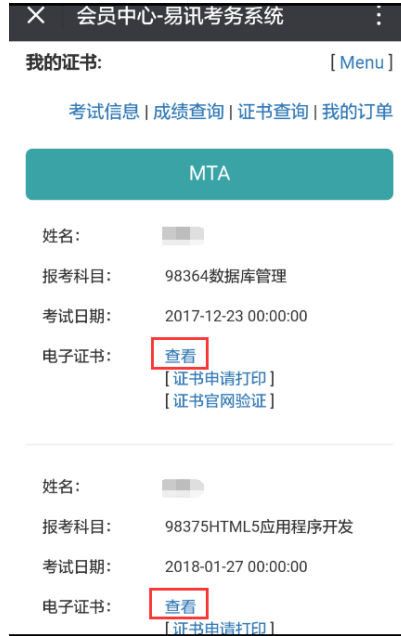 会员中心-易讯考务系统
我的证书: [ Menu ]
考试信息 | 成绩查询 | 证书查询 | 我的订单
MTA
姓名:
报考科目: 98364数据库管理
考试日期: 2017-12-23 00:00:00
电子证书: 查看
[ 证书申请打印 ]
[ 证书官网验证 ]
姓名:
报考科目: 98375HTML5应用程序开发
考试日期: 2018-01-27 00:00:00
电子证书: 查看
[ 证书申请打印 ]